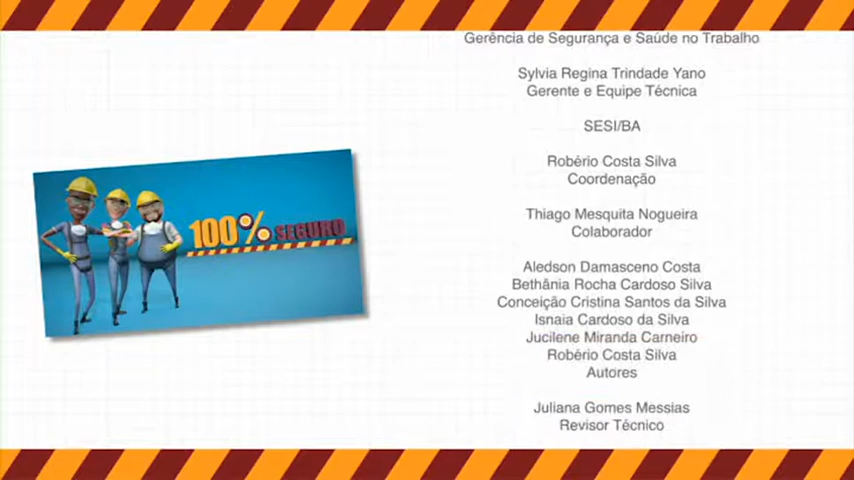 Gerência de Segurança e Saúde no Trabalho
Sylvia Regina Trindade Yano
Gerente e Equipe Técnica
SESI/BA
Robério Costa Silva
Coordenação
Thiago Mesquita Nogueira
Colaborador
Aledson Damasceno Costa
Bethânia Rocha Cardoso Silva
Conceição Cristina Santos da Silva
Isnaia Cardoso da Silva
Jucilene Miranda Carneiro
Robério Costa Silva
Autores
Juliana Gomes Messias
Revisor Técnico
100% SEGURO